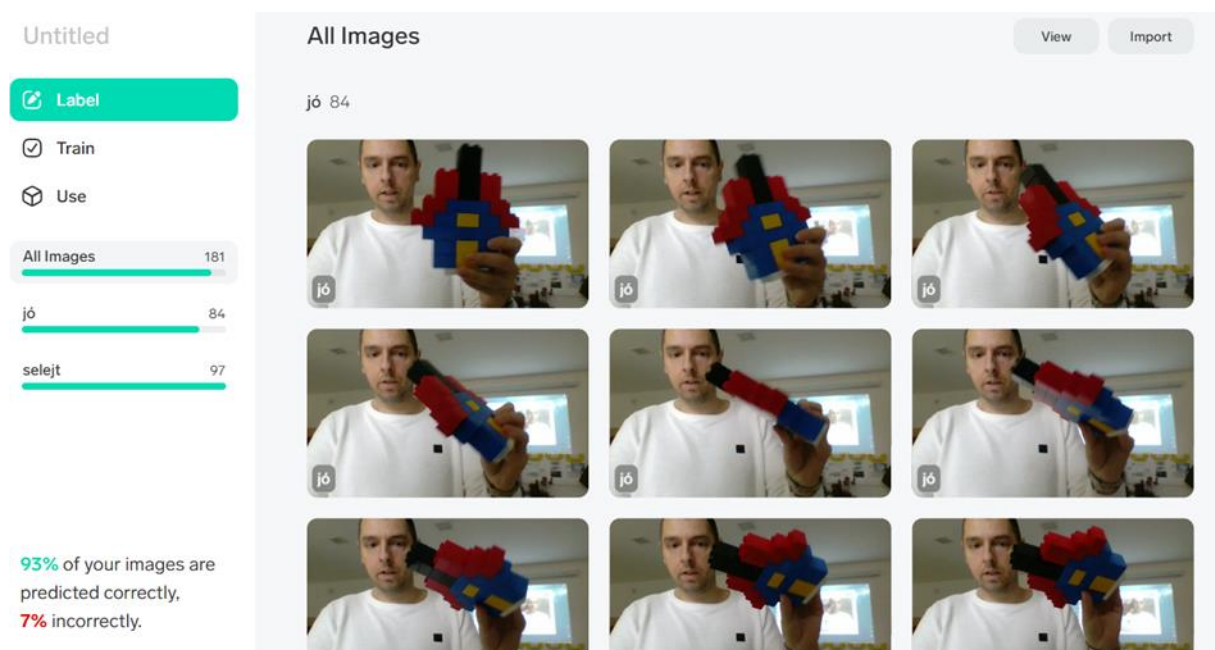 Untitled
All Images
View
Import
Label
jó 84
Train
Use
All Images 181
jó 84
selejt 97
jó
jó
jó
jó
jó
jó
93% of your images are
predicted correctly,
7% incorrectly.